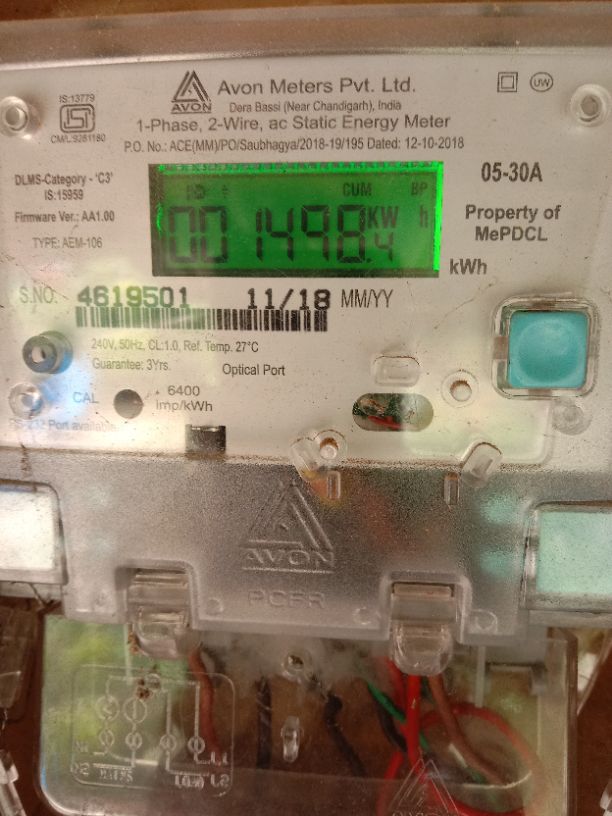 IS:13779
CM/L:9261180
AVON
Avon Meters Pvt. Ltd.
Dera Bassi (Near Chandigarh), India
UW
1-Phase, 2-Wire, ac Static Energy Meter
P.O. No.: ACE(MM)/PO/Saubhagya/2018-19/195 Dated: 12-10-2018
DLMS-Category - 'C3'
IS:15959
Firmware Ver.: AA1.00
TYPE: AEM-106
CUM BP
001498.4 KW h
05-30A
Property of
MePDCL
kWh
S.NO. 4619501 11/18 MM/YY
240V, 50Hz, CL:1.0, Ref. Temp. 27°C
Guarantee: 3Yrs.
Optical Port
CAL
6400
imp/kWh
RS-232 Port available
AVON
PCFR